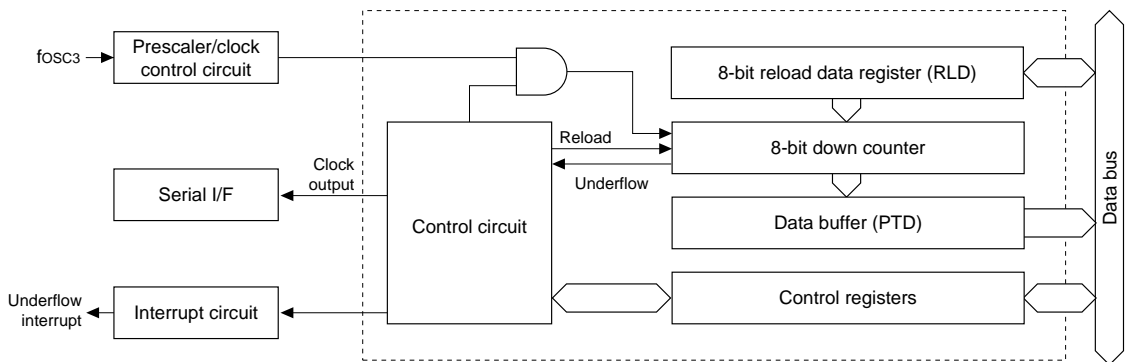 fOSC3
Prescaler/clock
control circuit
8-bit reload data register (RLD)
Reload
8-bit down counter
Clock
output
Underflow
Serial I/F
Control circuit
Data buffer (PTD)
Data bus
Underflow
interrupt
Interrupt circuit
Control registers